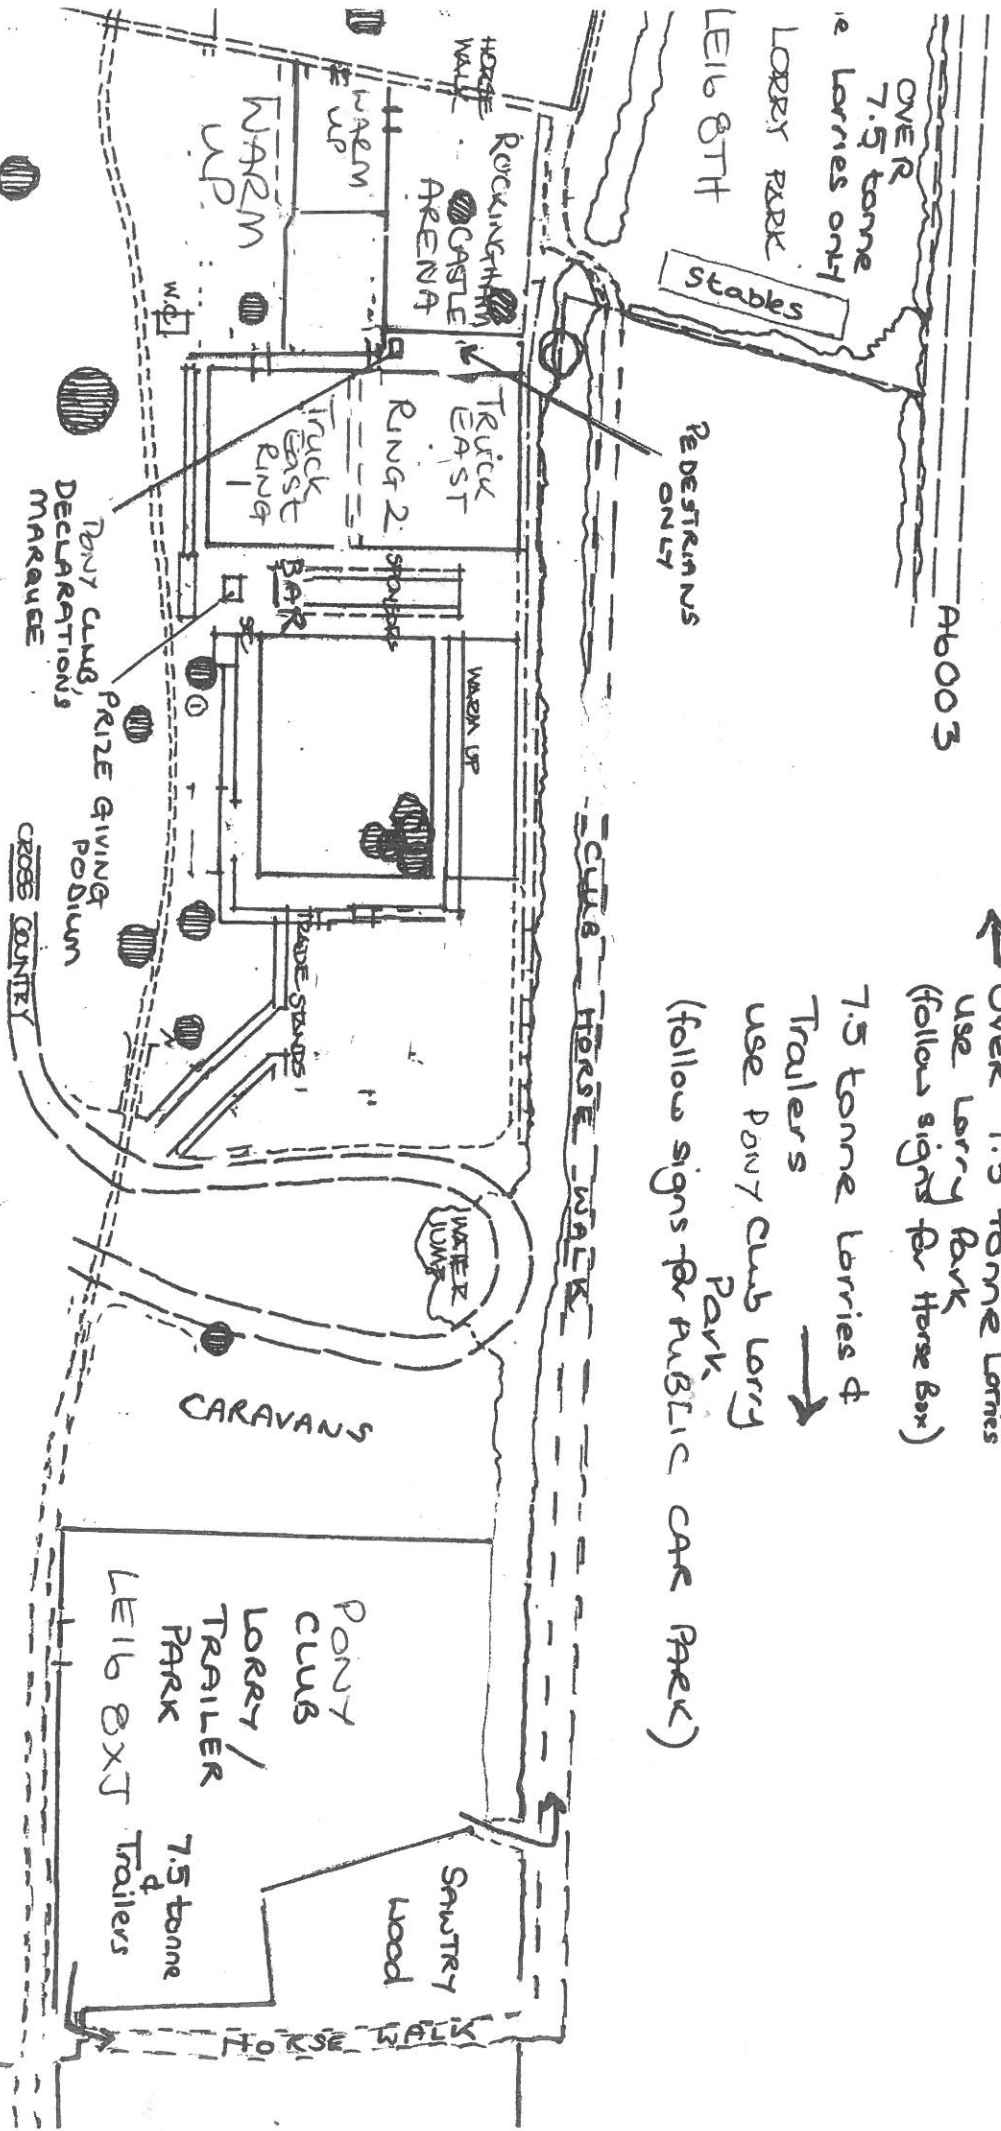 A6003
OVER
7.5 tonne
Lorries only
LORRY PARK
LE16 8TH
Stables
← OVER 7.5 tonne Lorries
use Lorry Park
(follow signs for Horse Box)
7.5 tonne Lorries &
Trailers →
use PONY Club Lorry
Park
(follow signs for PUBLIC CAR PARK)
PEDESTRIANS
ONLY
CLUB HORSE WALK
HORSE
WALK
ROCKINGHAM
CASTLE
ARENA
WARM
UP
WARM
UP
W.C.
TRUCK
EAST
RING 2
Truck
East
RING
1
SPONSORS
BAR
WARM UP
PONY CLUB,
DECLARATIONS
MARQUEE
PRIZE GIVING
PODIUM
TRADE STANDS
CROSS COUNTRY
WATER
JUMP
CARAVANS
PONY
CLUB
LORRY/
TRAILER
PARK
LE16 8XJ
7.5 tonne
&
Trailers
SAWTRY
Wood
HORSE WALK